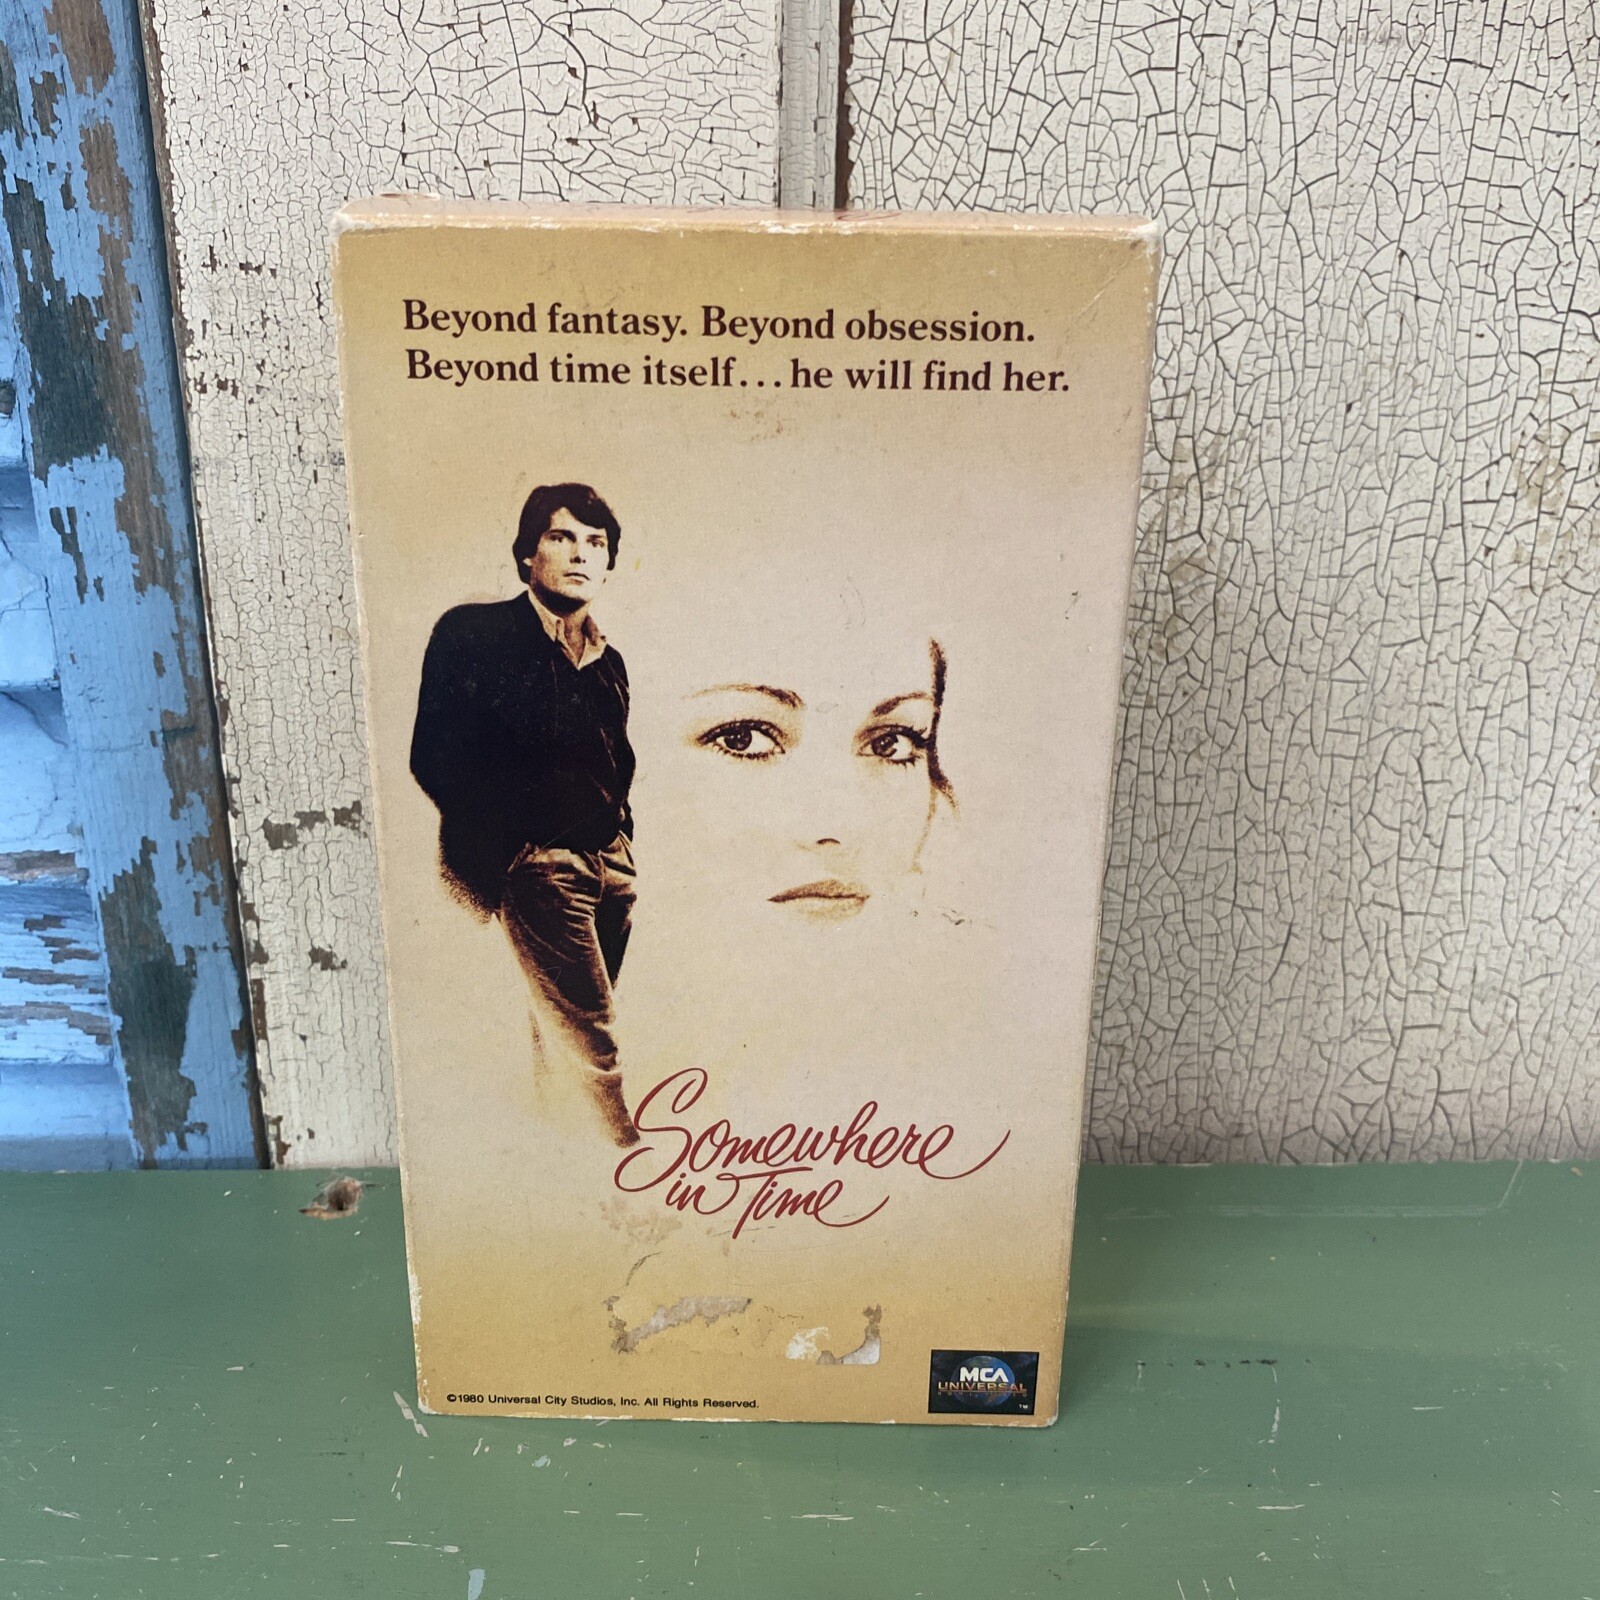 Beyond fantasy. Beyond obsession.
Beyond time itself...he will find her.
Somewhere
in Time
©1980 Universal City Studios, Inc. All Rights Reserved.
MCA
UNIVERSAL
TM